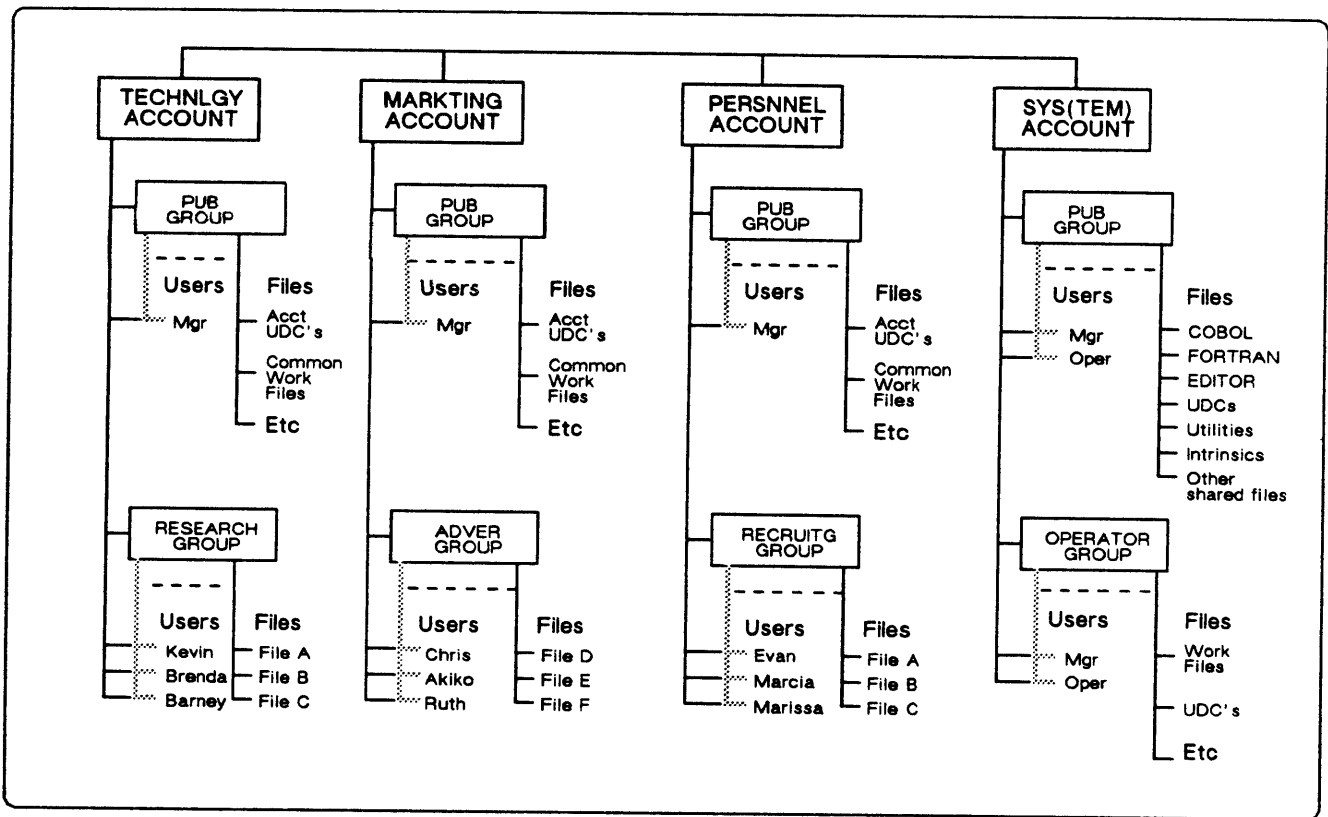 TECHNLGY
ACCOUNT
PUB
GROUP
Users
Mgr
Files
Acct
UDC's
Common
Work
Files
Etc
RESEARCH
GROUP
Users
Kevin
Brenda
Barney
Files
File A
File B
File C
MARKTING
ACCOUNT
PUB
GROUP
Users
Mgr
Files
Acct
UDC's
Common
Work
Files
Etc
ADVER
GROUP
Users
Chris
Akiko
Ruth
Files
File D
File E
File F
PERSNNEL
ACCOUNT
PUB
GROUP
Users
Mgr
Files
Acct
UDC's
Common
Work
Files
Etc
RECRUITG
GROUP
Users
Evan
Marcia
Marissa
Files
File A
File B
File C
SYS(TEM)
ACCOUNT
PUB
GROUP
Users
Mgr
Oper
Files
COBOL
FORTRAN
EDITOR
UDCs
Utilities
Intrinsics
Other
shared files
OPERATOR
GROUP
Users
Mgr
Oper
Files
Work
Files
UDC's
Etc